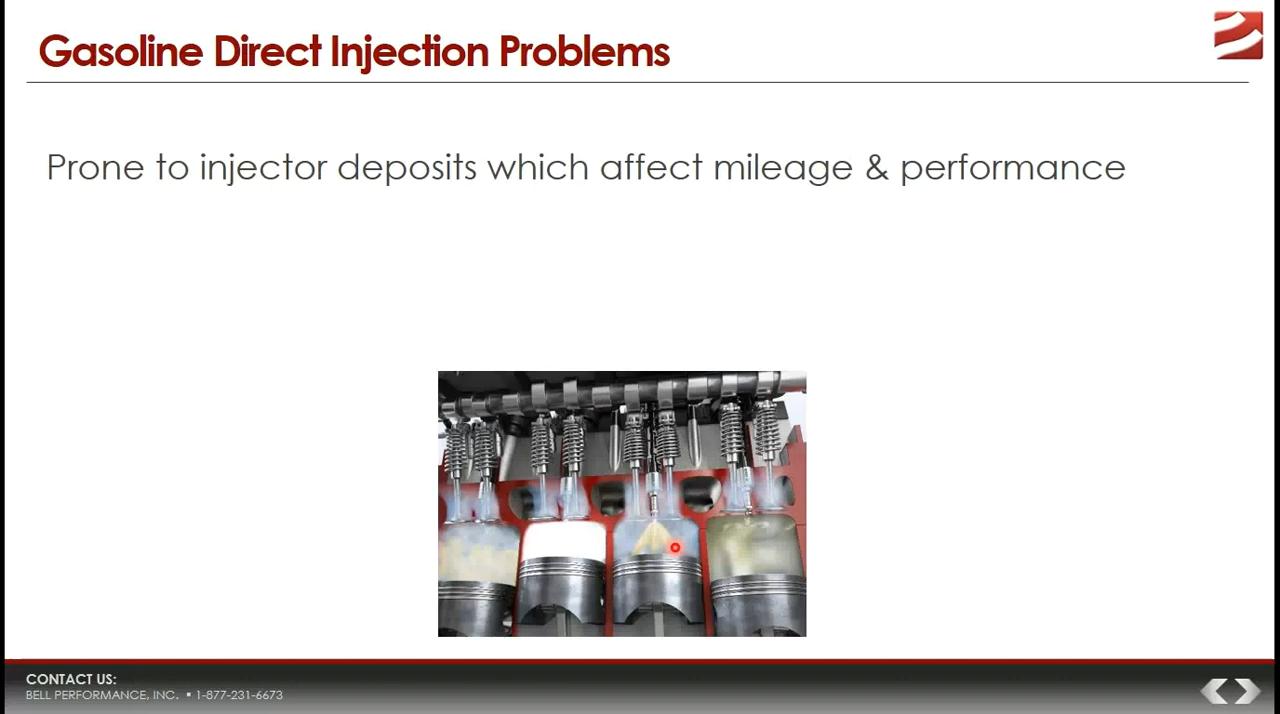 Gasoline Direct Injection Problems
Prone to injector deposits which affect mileage & performance
CONTACT US:
BELL PERFORMANCE, INC. ▪ 1-877-231-6673